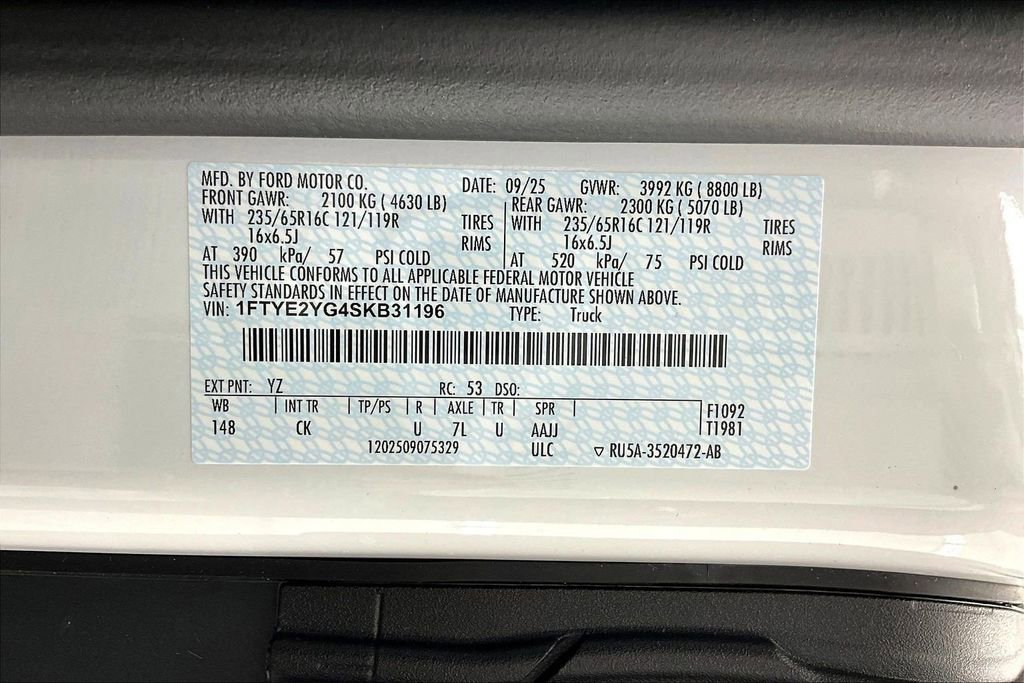 MFD. BY FORD MOTOR CO. DATE: 09/25 GVWR: 3992 KG ( 8800 LB)
FRONT GAWR: 2100 KG ( 4630 LB) REAR GAWR: 2300 KG ( 5070 LB)
WITH 235/65R16C 121/119R TIRES 235/65R16C 121/119R TIRES
16x6.5J RIMS 16x6.5J RIMS
AT 390 kPa/ 57 PSI COLD AT 520 kPa/ 75 PSI COLD
THIS VEHICLE CONFORMS TO ALL APPLICABLE FEDERAL MOTOR VEHICLE
SAFETY STANDARDS IN EFFECT ON THE DATE OF MANUFACTURE SHOWN ABOVE.
VIN: 1FTYE2YG4SKB31196 TYPE: Truck
EXT PNT: YZ RC: 53 DSO:
WB INT TR TP/PS R AXLE TR SPR F1092
148 CK U 7L U AAJJ T1981
1202509075329 ULC ▽ RU5A-3520472-AB